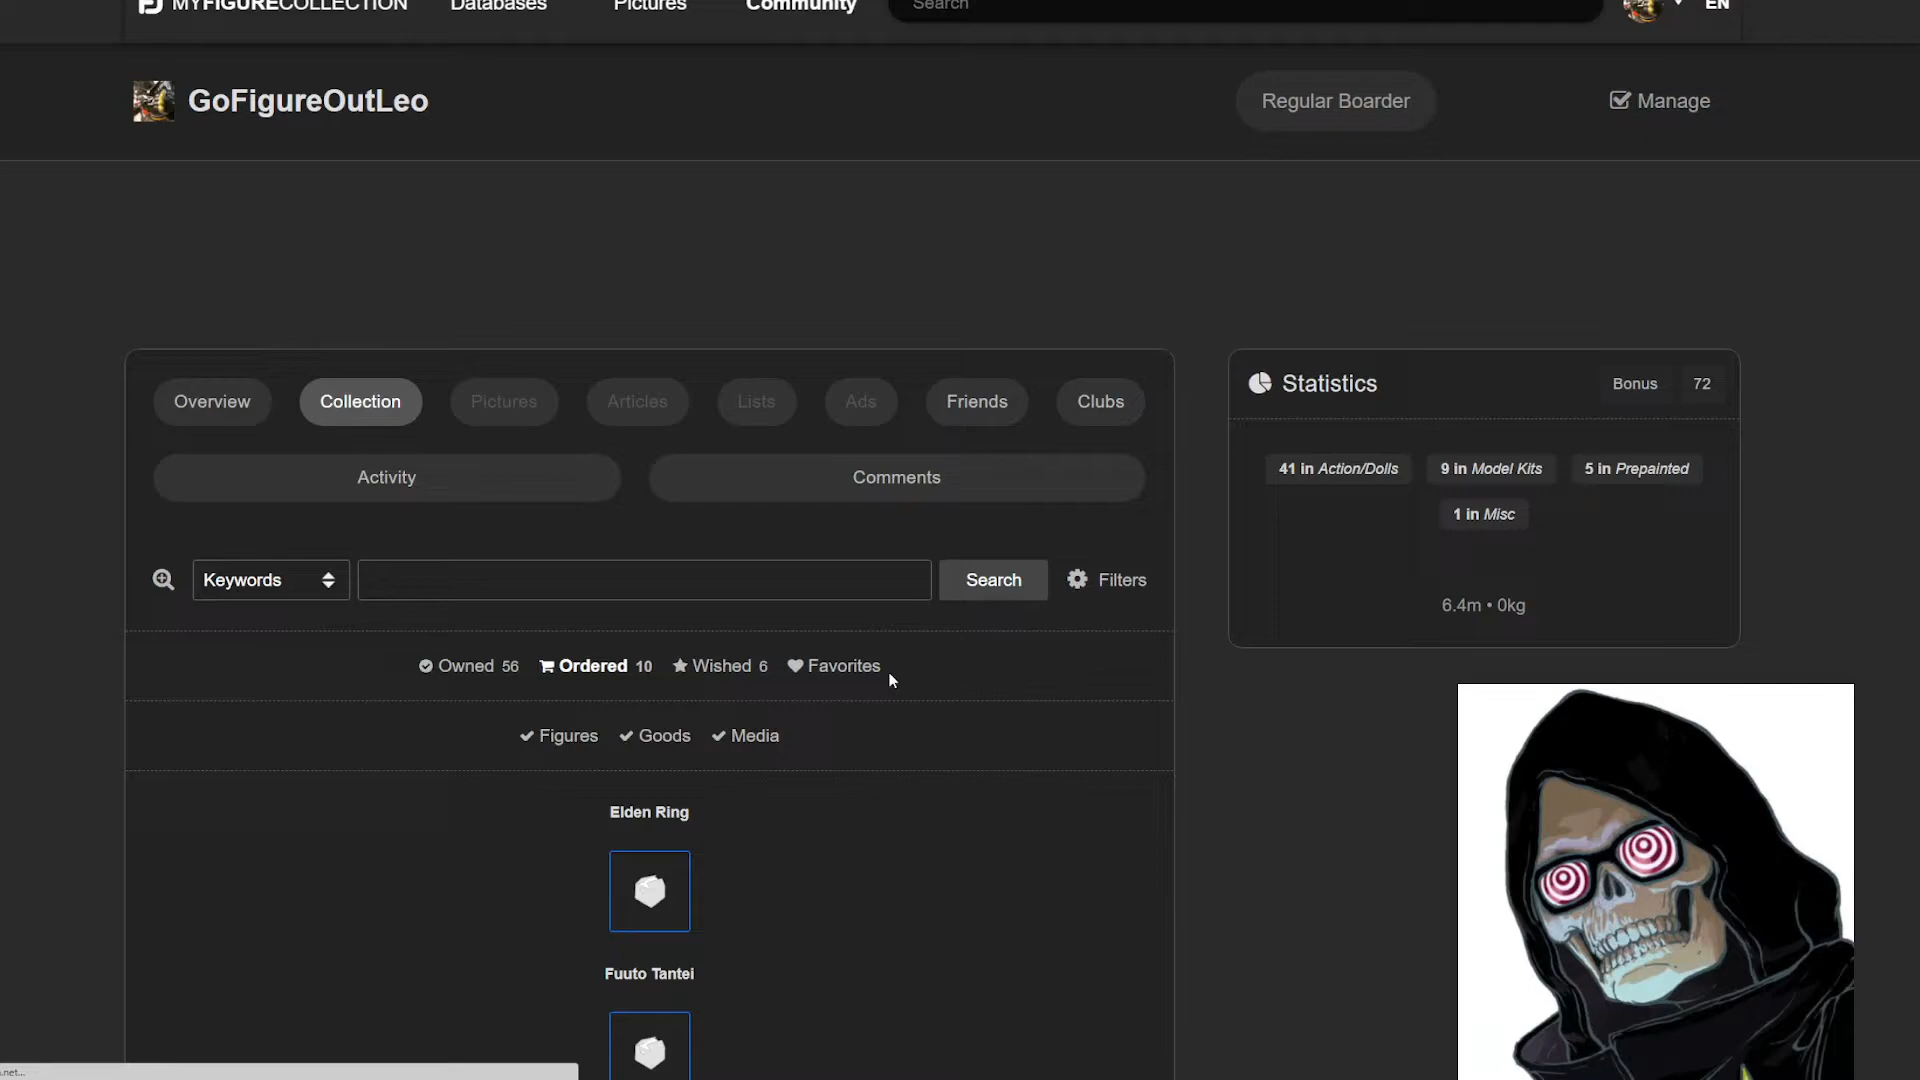 MYFIGURECOLLECTION Databases Pictures Community Search EN
GoFigureOutLeo Regular Boarder Manage
Overview Collection Pictures Articles Lists Ads Friends Clubs
Activity Comments
Keywords Search Filters
Owned 56 Ordered 10 Wished 6 Favorites
Figures Goods Media
Elden Ring
Fuuto Tantei
Statistics Bonus 72
41 in Action/Dolls 9 in Model Kits 5 in Prepainted
1 in Misc
6.4m • 0kg
.net...